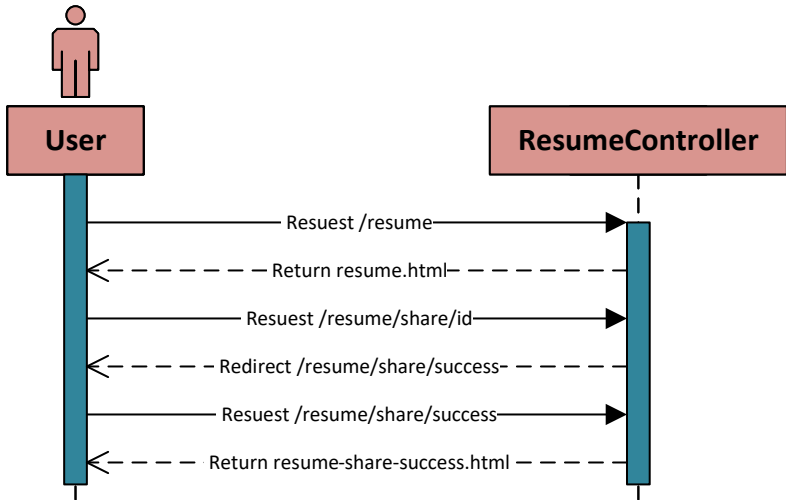 User
ResumeController
Resuest /resume
Return resume.html
Resuest /resume/share/id
Redirect /resume/share/success
Resuest /resume/share/success
Return resume-share-success.html